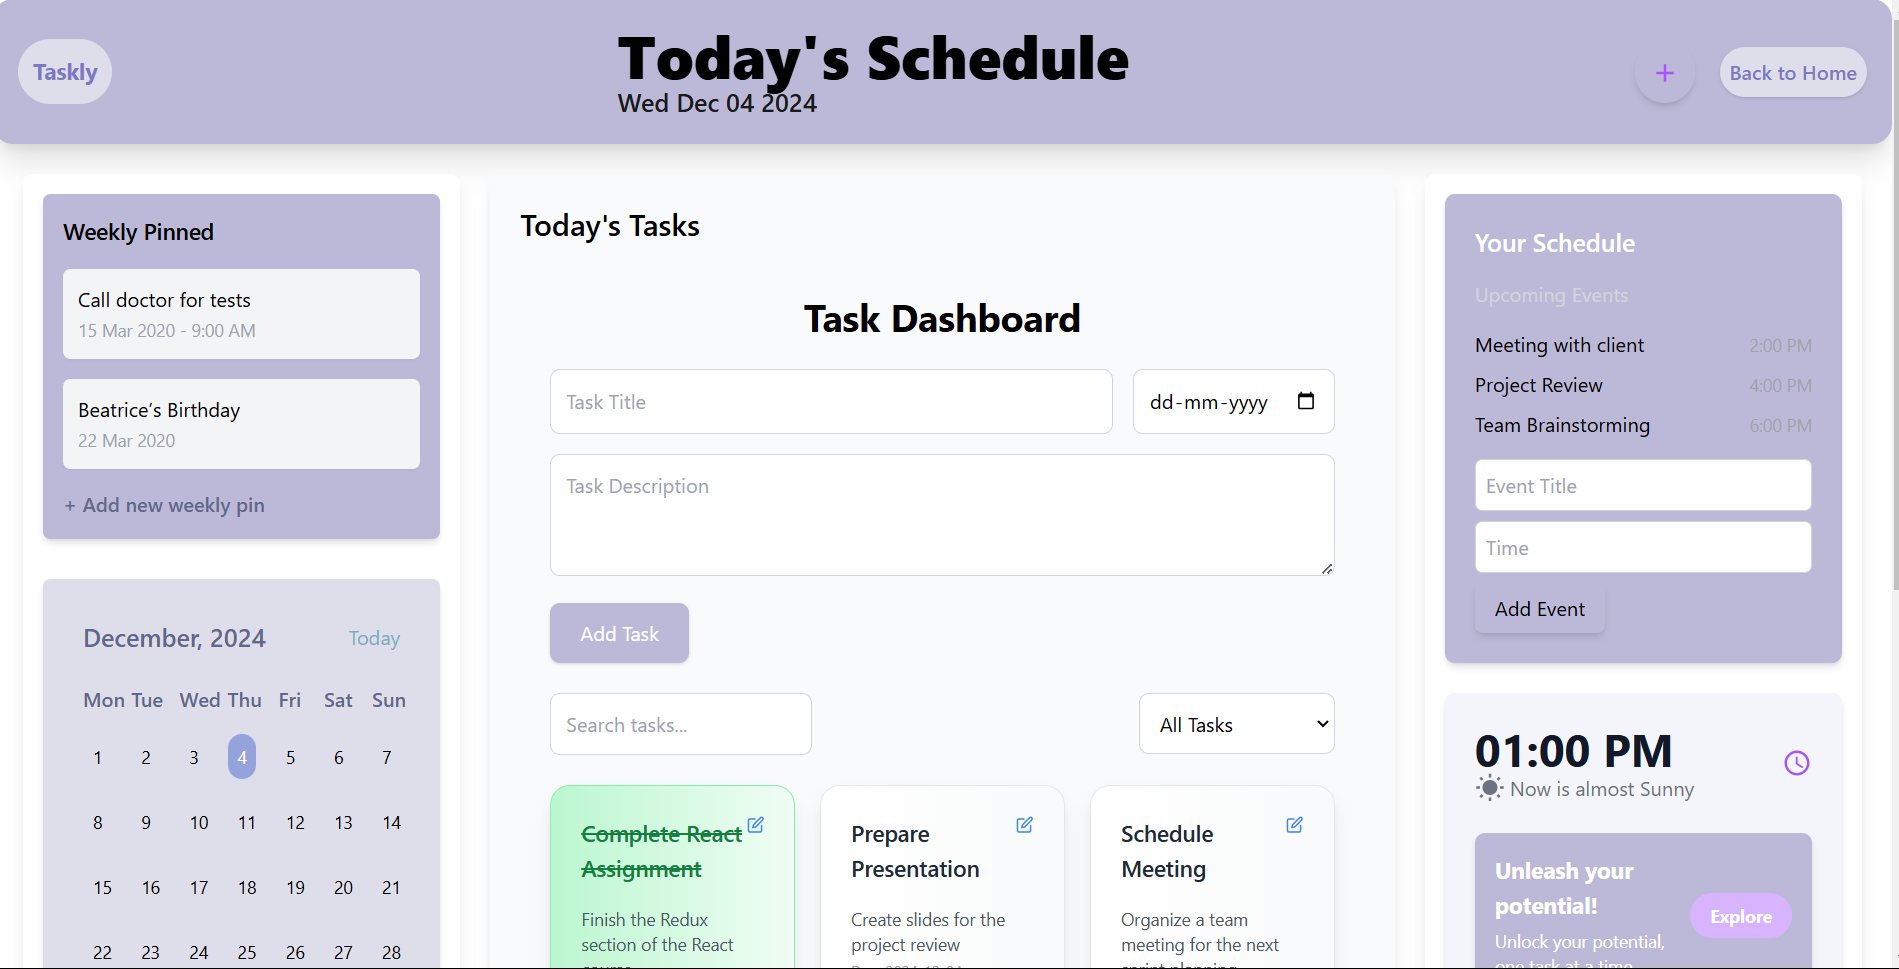 Taskly
Today's Schedule
Wed Dec 04 2024
+
Back to Home
Weekly Pinned
Call doctor for tests
15 Mar 2020 - 9:00 AM
Beatrice's Birthday
22 Mar 2020
+ Add new weekly pin
December, 2024
Today
Mon Tue Wed Thu Fri Sat Sun
1 2 3 4 5 6 7
8 9 10 11 12 13 14
15 16 17 18 19 20 21
22 23 24 25 26 27 28
Today's Tasks
Task Dashboard
Task Title
dd-mm-yyyy
Task Description
Add Task
Search tasks...
All Tasks
Complete React
Assignment
Finish the Redux
section of the React
Prepare
Presentation
Create slides for the
project review
Schedule
Meeting
Organize a team
meeting for the next
sprint planning
Your Schedule
Upcoming Events
Meeting with client 2:00 PM
Project Review 4:00 PM
Team Brainstorming 6:00 PM
Event Title
Time
Add Event
01:00 PM
Now is almost Sunny
Unleash your
potential!
Unlock your potential,
one task at a time
Explore